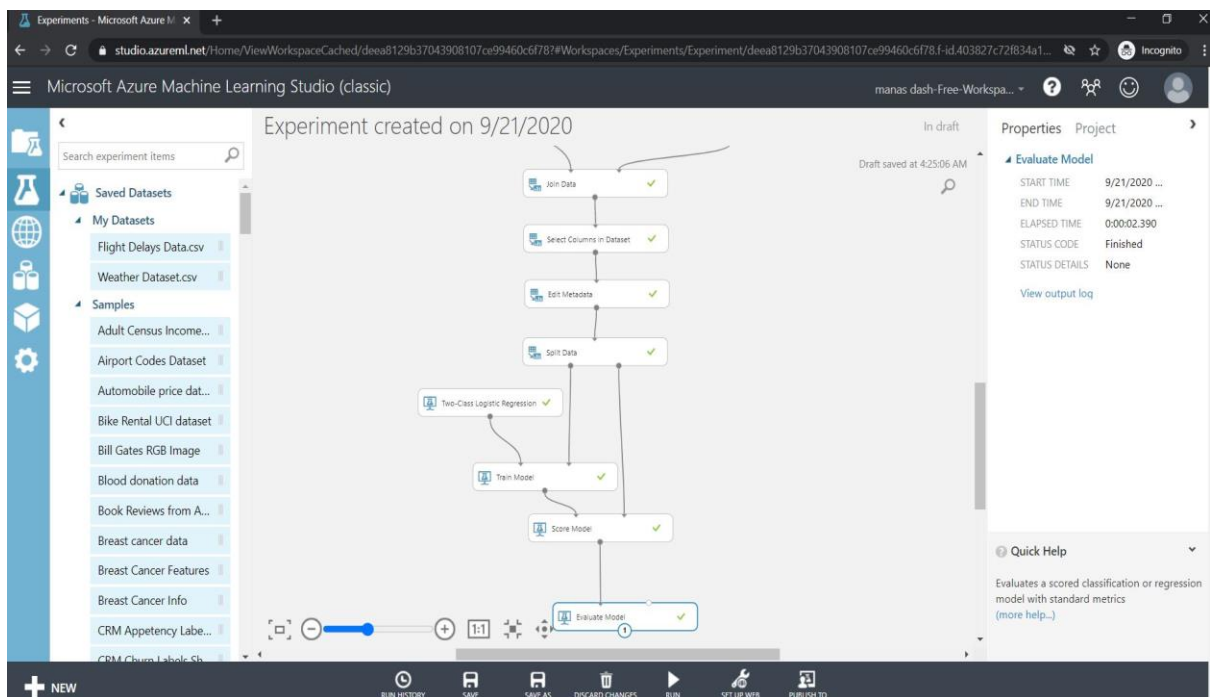 Experiments - Microsoft Azure M
studio.azureml.net/Home/ViewWorkspaceCached/deea8129b37043908107ce99460c6f78?#Workspaces/Experiments/Experiment/deea8129b37043908107ce99460c6f78.f-id.403827c72f834a1...
Incognito
Microsoft Azure Machine Learning Studio (classic)
manas dash-Free-Workspa...
Search experiment items
Saved Datasets
My Datasets
Flight Delays Data.csv
Weather Dataset.csv
Samples
Adult Census Income...
Airport Codes Dataset
Automobile price dat...
Bike Rental UCI dataset
Bill Gates RGB Image
Blood donation data
Book Reviews from A...
Breast cancer data
Breast Cancer Features
Breast Cancer Info
CRM Appetency Labe...
CRM Churn Labels Sh...
Experiment created on 9/21/2020
In draft
Draft saved at 4:25:06 AM
Join Data
Select Columns in Dataset
Edit Metadata
Split Data
Two-Class Logistic Regression
Train Model
Score Model
Evaluate Model
1
1:1
Properties Project
Evaluate Model
START TIME 9/21/2020 ...
END TIME 9/21/2020 ...
ELAPSED TIME 0:00:02.390
STATUS CODE Finished
STATUS DETAILS None
View output log
Quick Help
Evaluates a scored classification or regression
model with standard metrics
(more help...)
NEW
RUN HISTORY
SAVE
SAVE AS
DISCARD CHANGES
RUN
SET UP WEB
PUBLISH TO